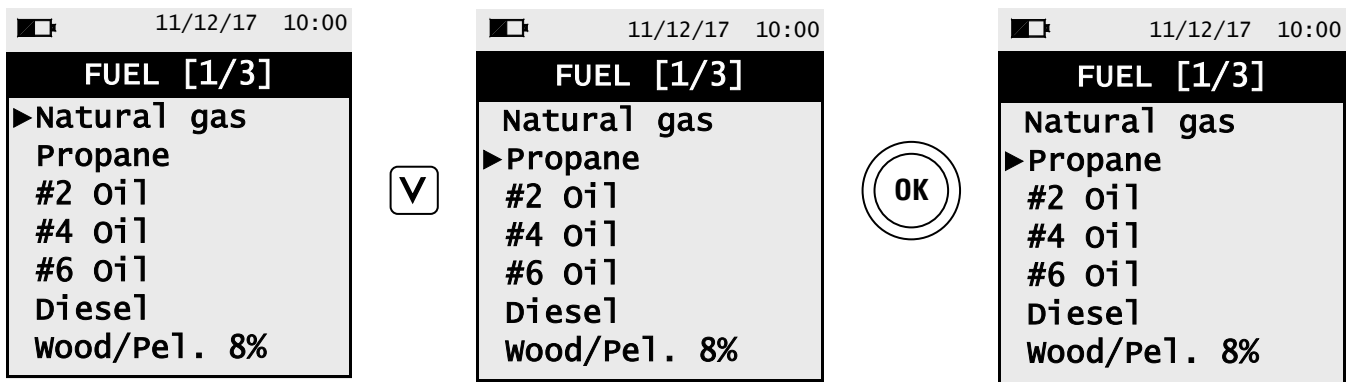 11/12/17 10:00
FUEL [1/3]
▶Natural gas
Propane
#2 Oil
#4 Oil
#6 Oil
Diesel
Wood/Pel. 8%
V
11/12/17 10:00
FUEL [1/3]
Natural gas
▶Propane
#2 Oil
#4 Oil
#6 Oil
Diesel
Wood/Pel. 8%
OK
11/12/17 10:00
FUEL [1/3]
Natural gas
▶Propane
#2 Oil
#4 Oil
#6 Oil
Diesel
Wood/Pel. 8%